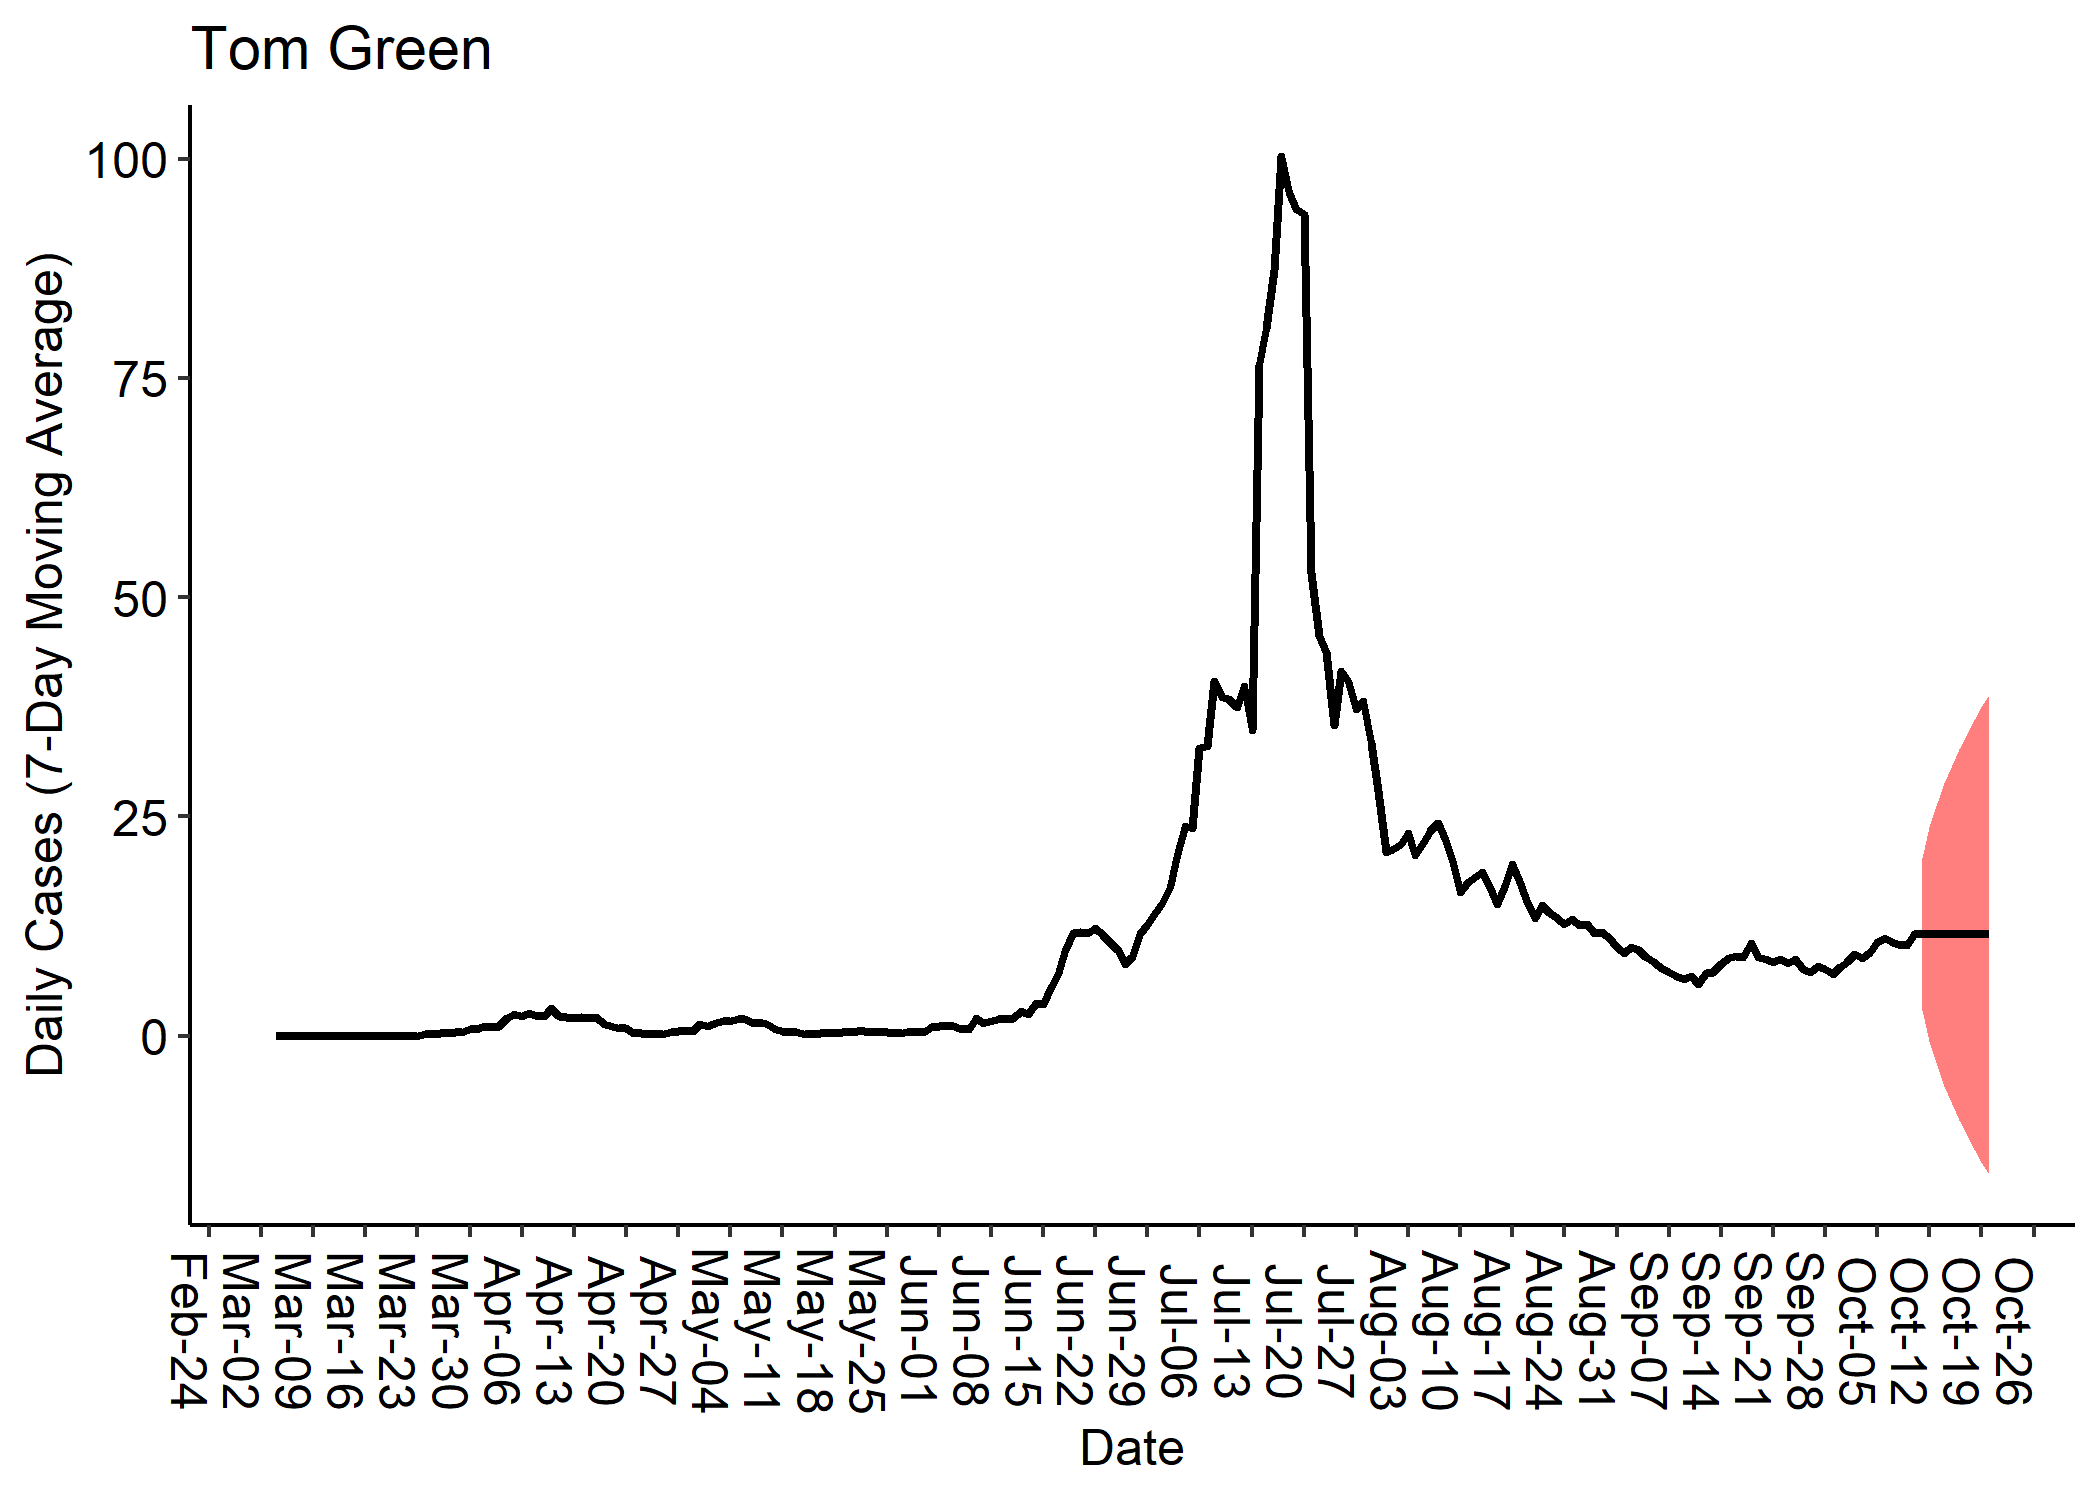 Tom Green
Daily Cases (7-Day Moving Average)
100
75
50
25
0
Feb-24
Mar-02
Mar-09
Mar-16
Mar-23
Mar-30
Apr-06
Apr-13
Apr-20
Apr-27
May-04
May-11
May-18
May-25
Jun-01
Jun-08
Jun-15
Jun-22
Jun-29
Jul-06
Jul-13
Jul-20
Jul-27
Aug-03
Aug-10
Aug-17
Aug-24
Aug-31
Sep-07
Sep-14
Sep-21
Sep-28
Oct-05
Oct-12
Oct-19
Oct-26
Date